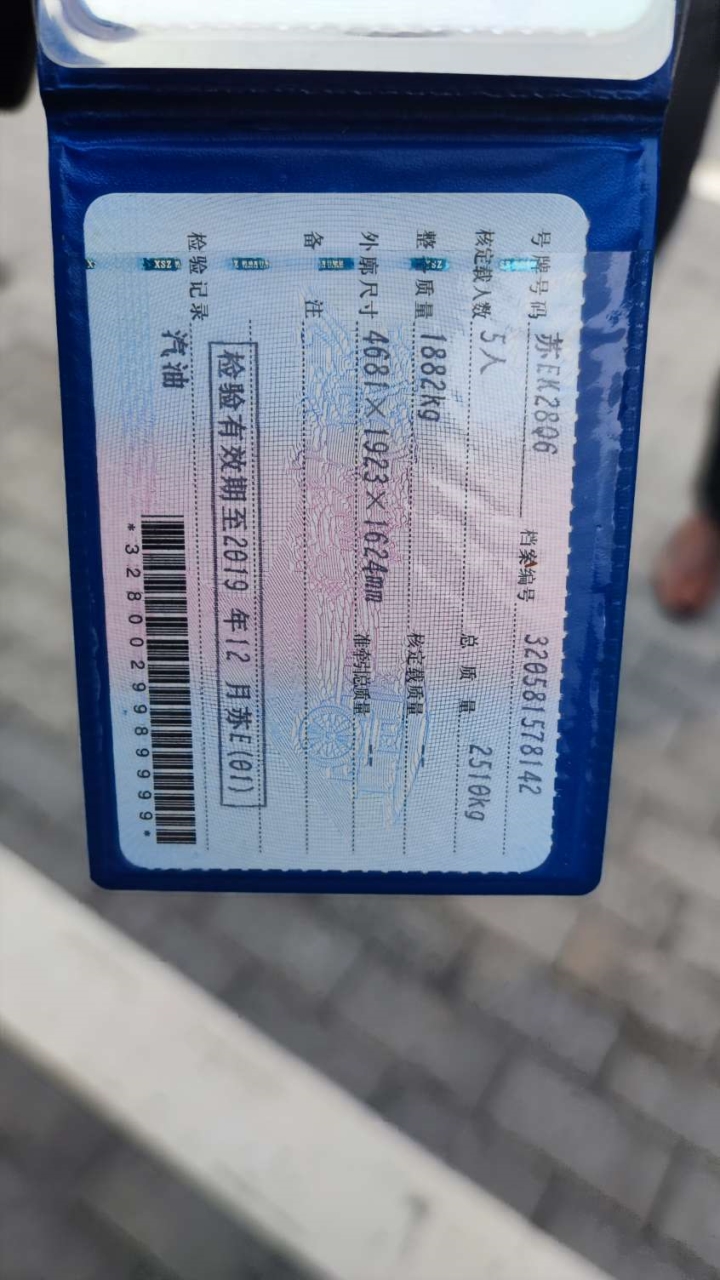 号牌号码 苏EK28Q6 档案编号 320581578142
核定载人数 5人 总质量 2510kg
整备质量 1882kg 核定载质量 --
外廓尺寸 4681×1923×1624mm 准牵引总质量 --
备注
检验有效期至2019年12月苏E(01)
检验记录
汽油
*3280029989999*